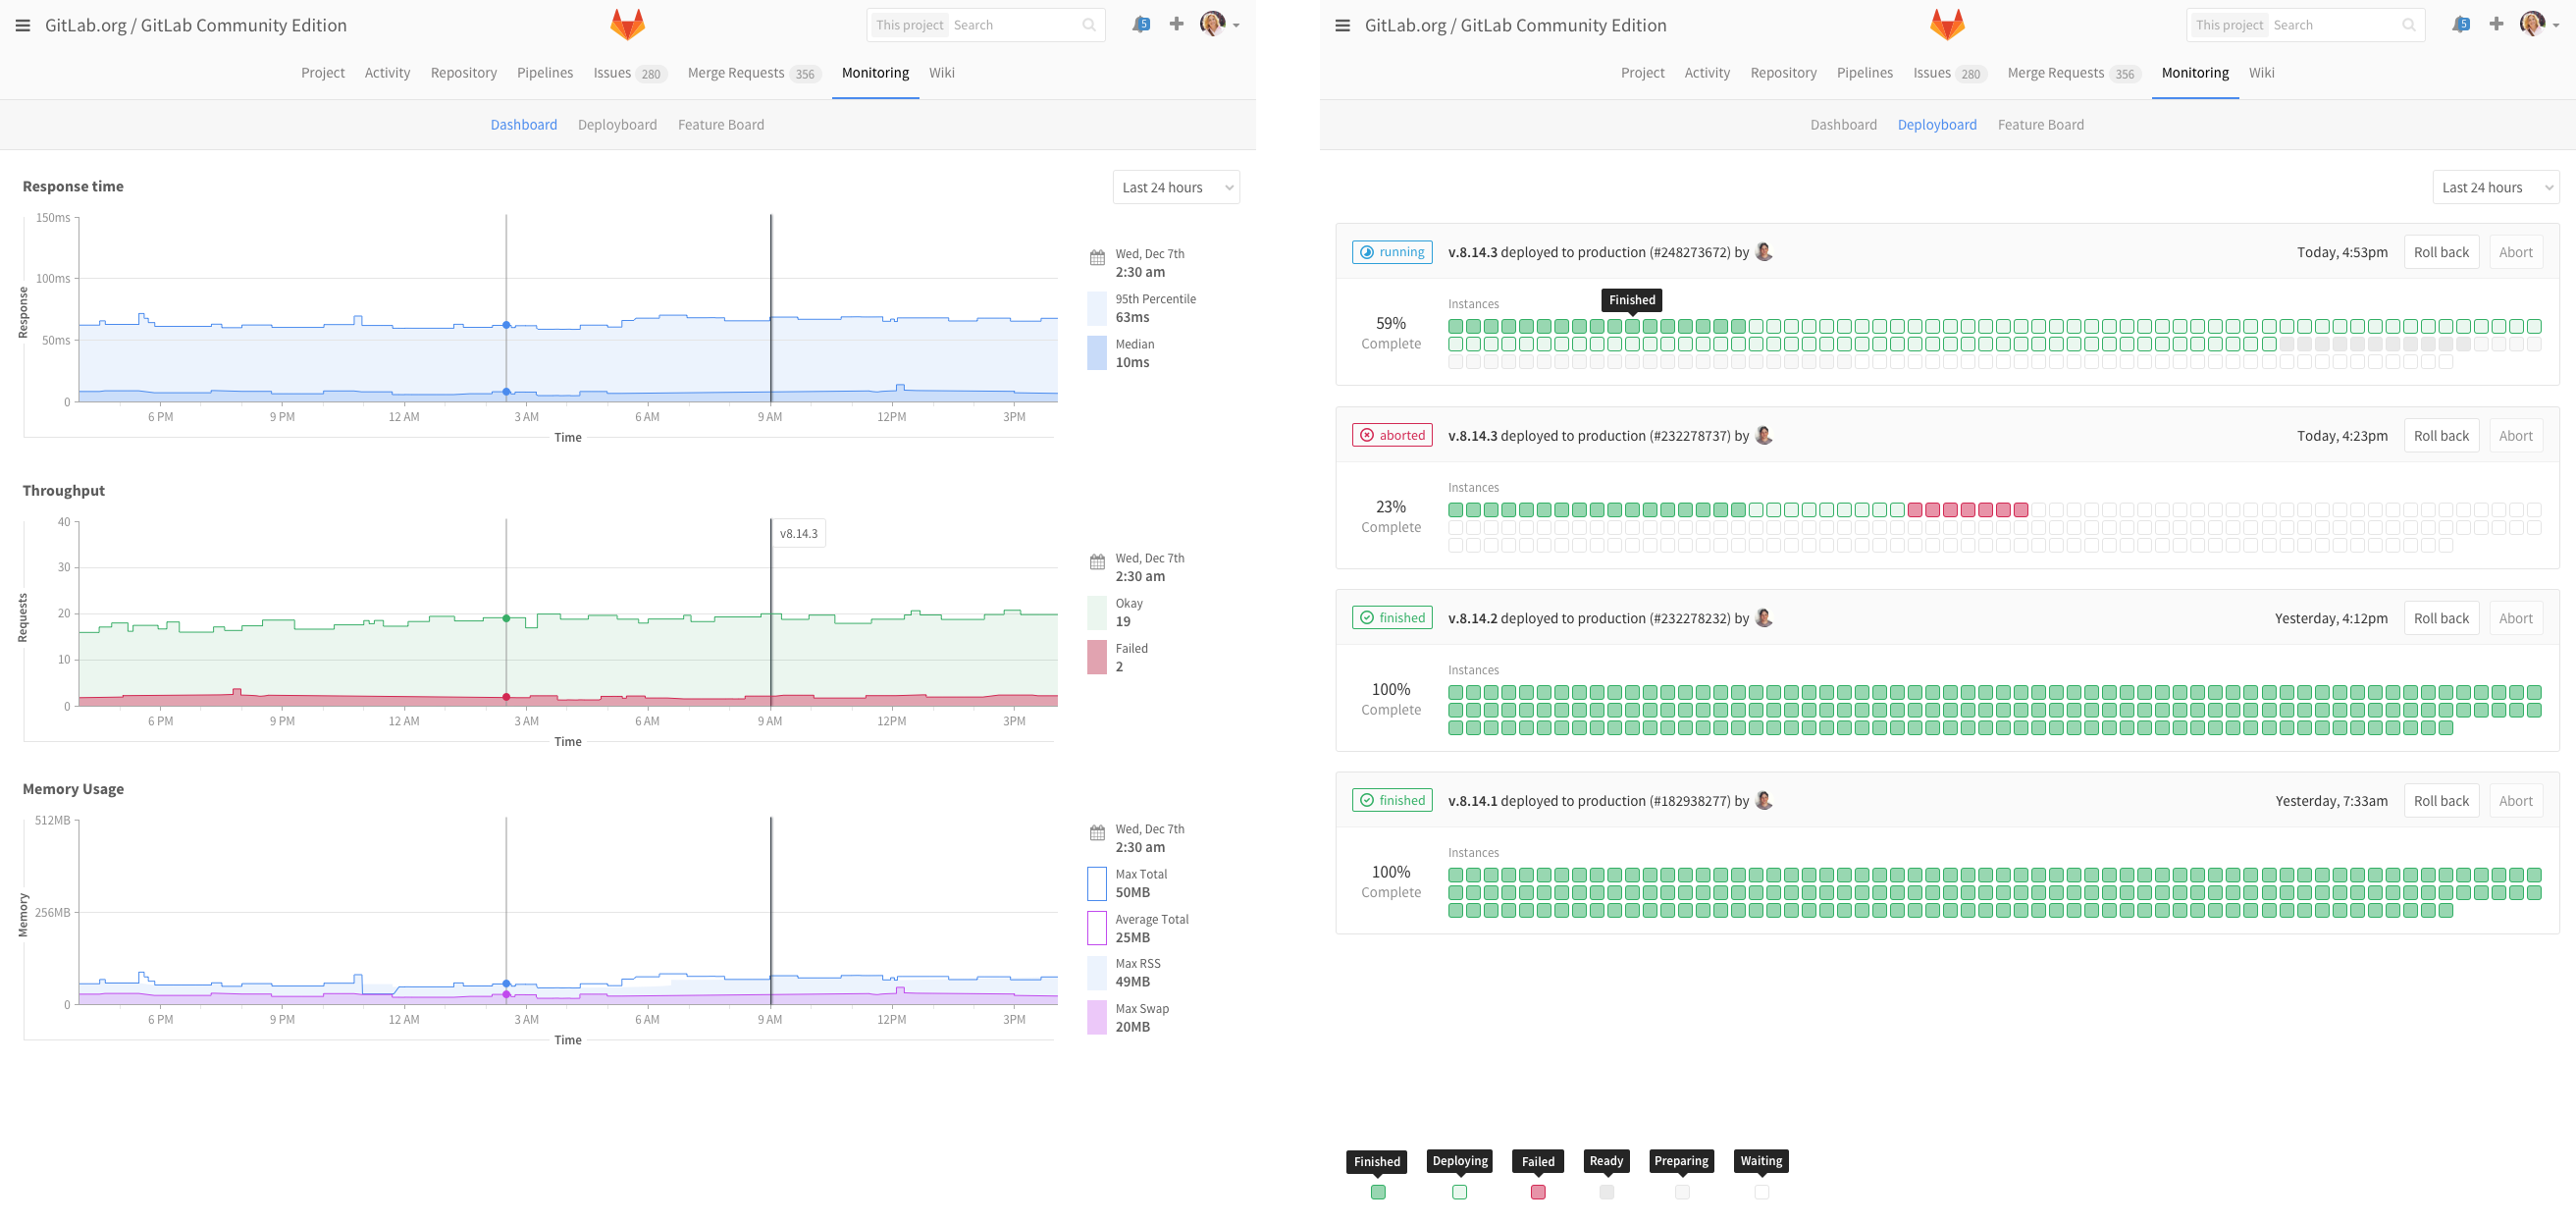 GitLab.org / GitLab Community Edition
This project Search
5
Project Activity Repository Pipelines Issues 280 Merge Requests 356 Monitoring Wiki
Dashboard Deployboard Feature Board
Response time
Last 24 hours
150ms
100ms
50ms
0
Response
6 PM 9 PM 12 AM 3 AM 6 AM 9 AM 12PM 3PM
Time
Wed, Dec 7th
2:30 am
95th Percentile
63ms
Median
10ms
Throughput
40
30
20
10
0
Requests
v8.14.3
6 PM 9 PM 12 AM 3 AM 6 AM 9 AM 12PM 3PM
Time
Wed, Dec 7th
2:30 am
Okay
19
Failed
2
Memory Usage
512MB
256MB
0
Memory
6 PM 9 PM 12 AM 3 AM 6 AM 9 AM 12PM 3PM
Time
Wed, Dec 7th
2:30 am
Max Total
50MB
Average Total
25MB
Max RSS
49MB
Max Swap
20MB
GitLab.org / GitLab Community Edition
This project Search
5
Project Activity Repository Pipelines Issues 280 Merge Requests 356 Monitoring Wiki
Dashboard Deployboard Feature Board
Last 24 hours
running v.8.14.3 deployed to production (#248273672) by Today, 4:53pm Roll back Abort
Instances
Finished
59%
Complete
aborted v.8.14.3 deployed to production (#232278737) by Today, 4:23pm Roll back Abort
Instances
23%
Complete
finished v.8.14.2 deployed to production (#232278232) by Yesterday, 4:12pm Roll back Abort
Instances
100%
Complete
finished v.8.14.1 deployed to production (#182938277) by Yesterday, 7:33am Roll back Abort
Instances
100%
Complete
Finished Deploying Failed Ready Preparing Waiting